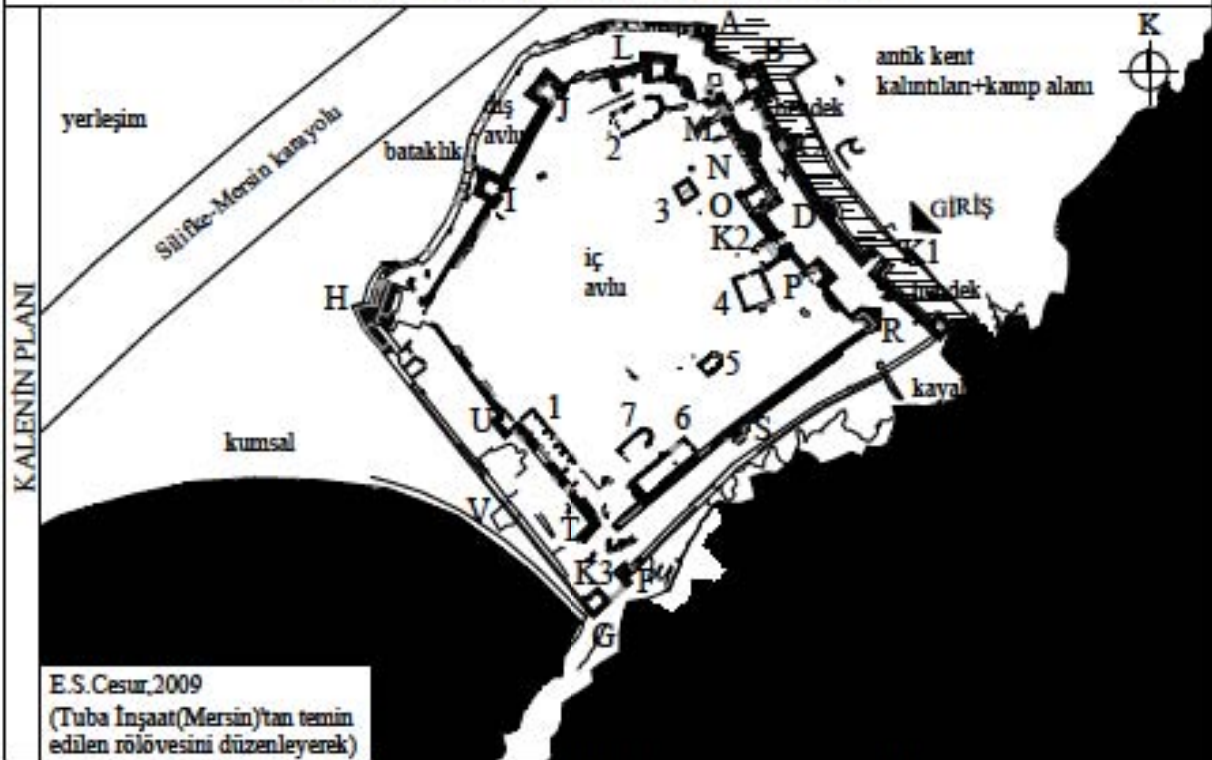 KALENİN PLANI
yerleşim
Silifke-Mersin karayolu
bataklık
dış
avlu
antik kent
kalıntıları+kamp alanı
K
A
B
L
J
hendek
2
M
N
I
3
O
D
GİRİŞ
K2
K1
iç
avlu
4
P
hendek
H
R
5
kaya
U
1
7
6
S
kumsal
V
T
K3
F
G
E.S.Cesur,2009
(Tuba İnşaat(Mersin)'tan temin
edilen rölövesini düzenleyerek)